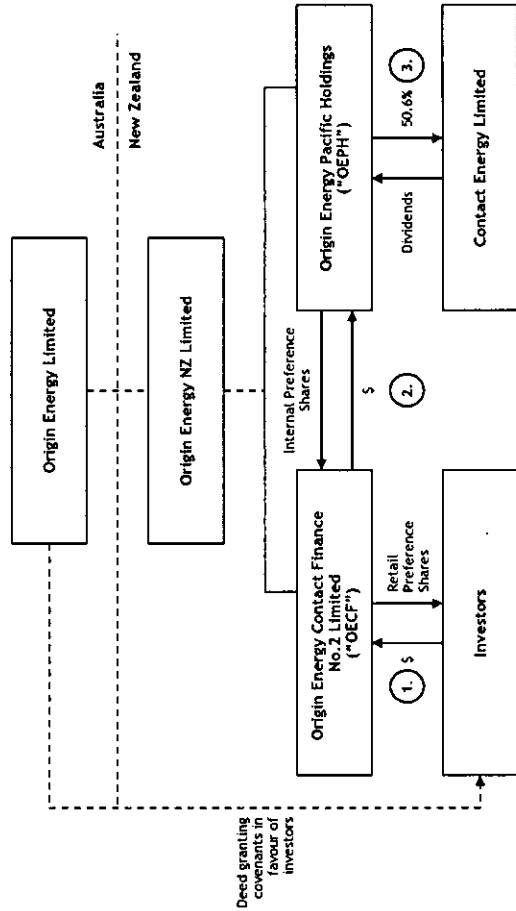 Origin Energy Limited
Australia
New Zealand
Origin Energy NZ Limited
Deed granting
covenants in
favour of
investors
Internal Preference
Shares
Origin Energy Contact Finance
No.2 Limited
("OECF")
$
2.
Origin Energy Pacific Holdings
("OEPH")
1.
$
Retail
Preference
Shares
Dividends
50.6%
3.
Investors
Contact Energy Limited